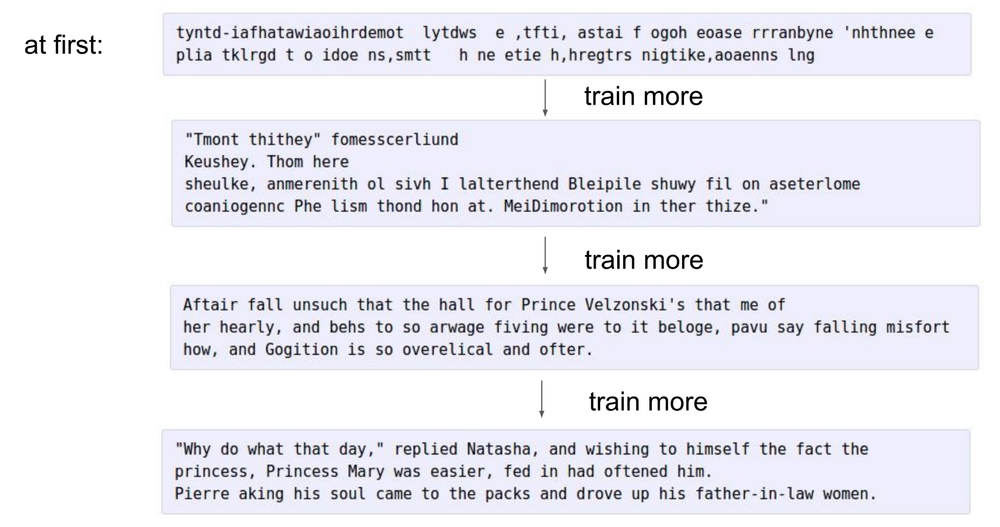 at first:
tyntd-iafhatawiaoihrdemot  lytdws  e ,tfti, astai f ogoh eoase rrranbyne 'nhthnee e
plia tklrgd t o idoe ns,smtt   h ne etie h,hregtrs nigtike,aoaenns lng
train more
"Tmont thithey" fomesscerliund
Keushey. Thom here
sheulke, anmerenith ol sivh I lalterthend Bleipile shuwy fil on aseterlome
coaniogennc Phe lism thond hon at. MeiDimorotion in ther thize."
train more
Aftair fall unsuch that the hall for Prince Velzonski's that me of
her hearly, and behs to so arwage fiving were to it beloge, pavu say falling misfort
how, and Gogition is so overelical and ofter.
train more
"Why do what that day," replied Natasha, and wishing to himself the fact the
princess, Princess Mary was easier, fed in had oftened him.
Pierre aking his soul came to the packs and drove up his father-in-law women.